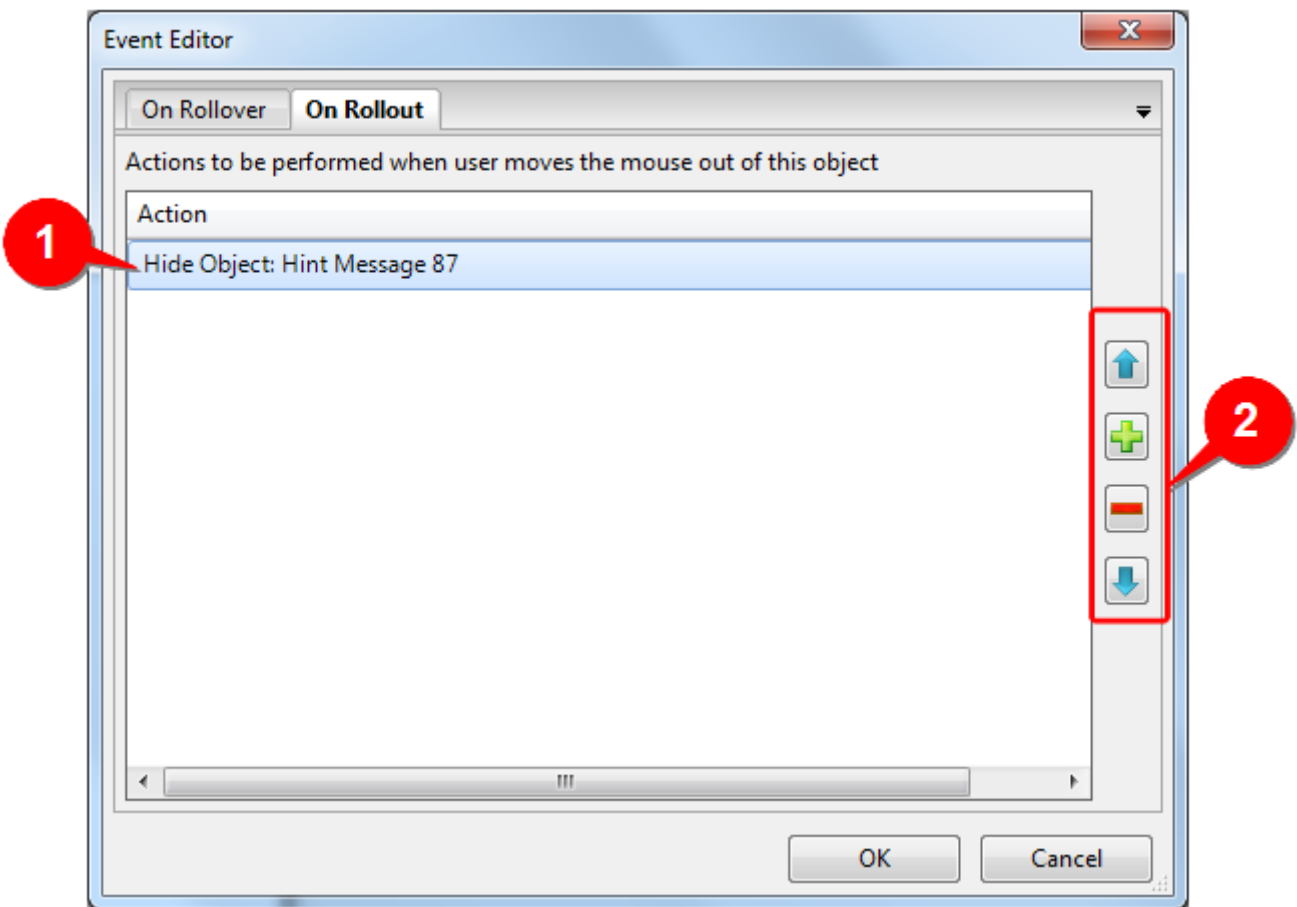 Event Editor
On Rollover On Rollout
Actions to be performed when user moves the mouse out of this object
Action
1
Hide Object: Hint Message 87
2
OK Cancel